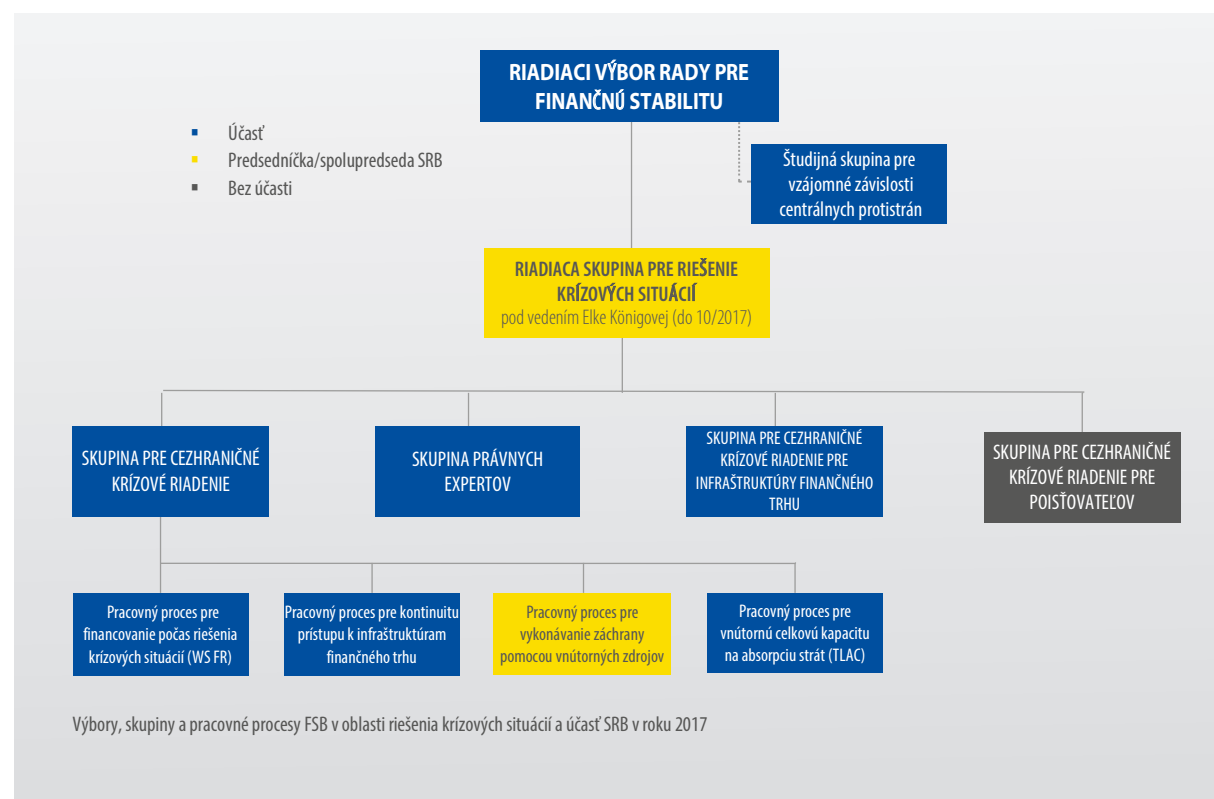 RIADIACI VÝBOR RADY PRE
FINANČNÚ STABILITU
Účasť
Predsedníčka/spolupredseda SRB
Bez účasti
Študijná skupina pre
vzájomné závislosti
centrálnych protistrán
RIADIACA SKUPINA PRE RIEŠENIE
KRÍZOVÝCH SITUÁCIÍ
pod vedením Elke Königovej (do 10/2017)
SKUPINA PRE CEZHRANIČNÉ
KRÍZOVÉ RIADENIE
SKUPINA PRÁVNYCH
EXPERTOV
SKUPINA PRE CEZHRANIČNÉ
KRÍZOVÉ RIADENIE PRE
INFRAŠTRUKTÚRY FINANČNÉHO
TRHU
SKUPINA PRE CEZHRANIČNÉ
KRÍZOVÉ RIADENIE PRE
POISŤOVATEĽOV
Pracovný proces pre
financovanie počas riešenia
krízových situácií (WS FR)
Pracovný proces pre kontinuitu
prístupu k infraštruktúram
finančného trhu
Pracovný proces pre
vykonávanie záchrany
pomocou vnútorných zdrojov
Pracovný proces pre
vnútornú celkovú kapacitu
na absorpciu strát (TLAC)
Výbory, skupiny a pracovné procesy FSB v oblasti riešenia krízových situácií a účasť SRB v roku 2017